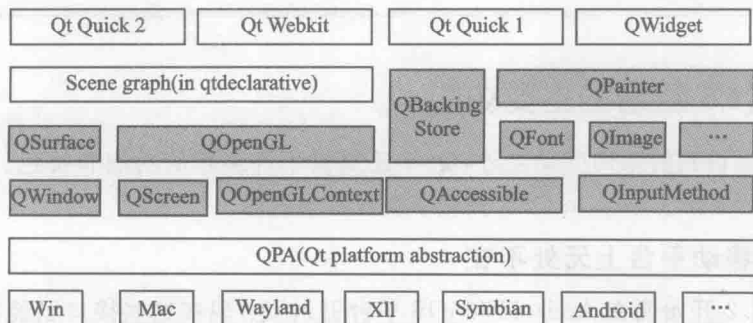 Qt Quick 2 Qt Webkit Qt Quick 1 QWidget
Scene graph(in qtdeclarative)
QBacking
Store
QPainter
QSurface QOpenGL QFont QImage …
QWindow QScreen QOpenGLContext QAccessible QInputMethod
QPA(Qt platform abstraction)
Win Mac Wayland Xll Symbian Android …